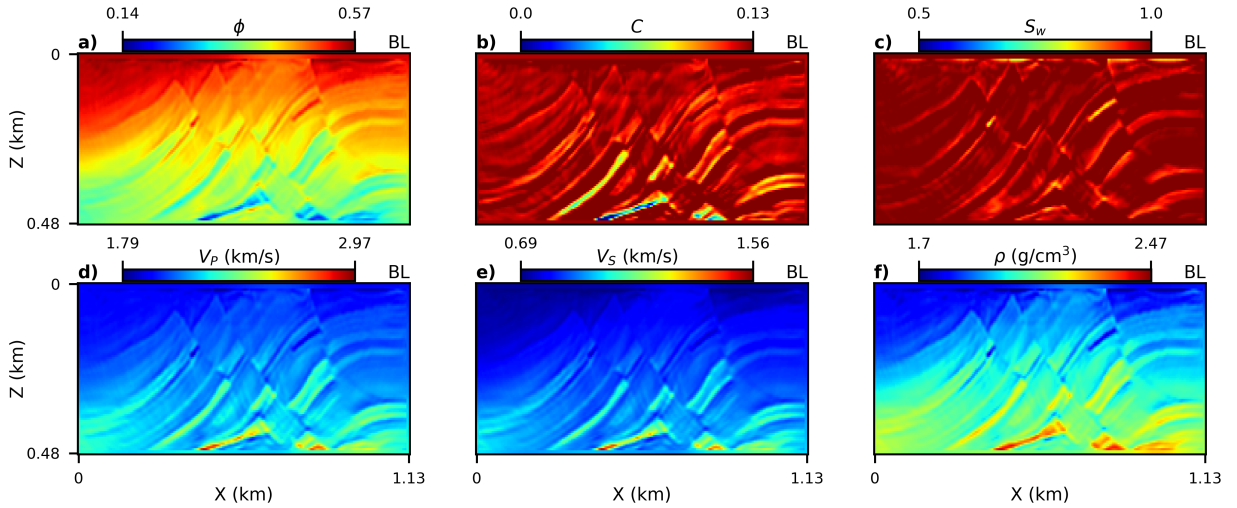 0.14 0.57 0.0 0.13 0.5 1.0
a) ϕ BL b) C BL c) S_w BL
0
Z (km)
0.48
1.79 2.97 0.69 1.56 1.7 2.47
d) V_P (km/s) BL e) V_S (km/s) BL f) ρ (g/cm³) BL
0
Z (km)
0.48
0 1.13 0 1.13 0 1.13
X (km) X (km) X (km)